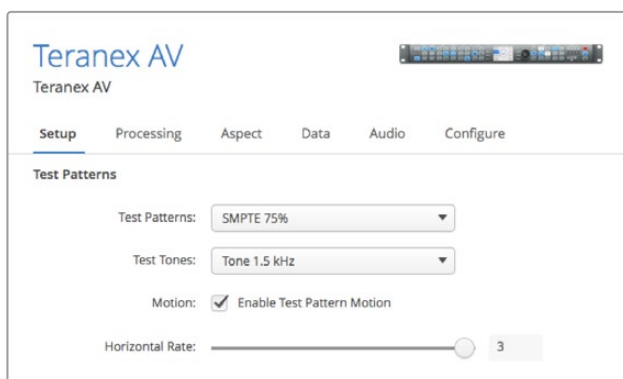 Teranex AV
Teranex AV
Setup Processing Aspect Data Audio Configure
Test Patterns
Test Patterns: SMPTE 75%
Test Tones: Tone 1.5 kHz
Motion: Enable Test Pattern Motion
Horizontal Rate: 3